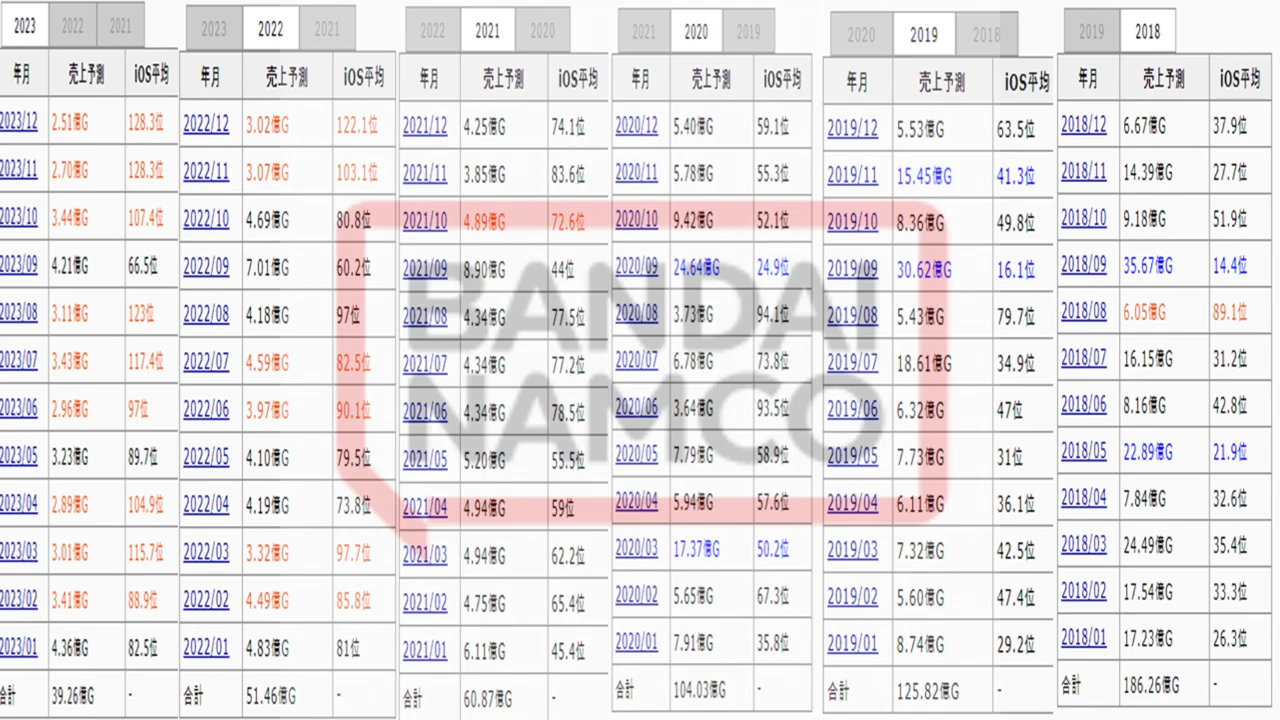 2023 2022 2021
年月 売上予測 iOS平均
2023/12 2.51億G 128.3位
2023/11 2.70億G 128.3位
2023/10 3.44億G 107.4位
2023/09 4.21億G 66.5位
2023/08 3.11億G 123位
2023/07 3.43億G 117.4位
2023/06 2.96億G 97位
2023/05 3.23億G 89.7位
2023/04 2.89億G 104.9位
2023/03 3.01億G 115.7位
2023/02 3.41億G 88.9位
2023/01 4.36億G 82.5位
合計 39.26億G -
2023 2022 2021
年月 売上予測 iOS平均
2022/12 3.02億G 122.1位
2022/11 3.07億G 103.1位
2022/10 4.69億G 80.8位
2022/09 7.01億G 60.2位
2022/08 4.18億G 97位
2022/07 4.59億G 82.5位
2022/06 3.97億G 90.1位
2022/05 4.10億G 79.5位
2022/04 4.19億G 73.8位
2022/03 3.32億G 97.7位
2022/02 4.49億G 85.8位
2022/01 4.83億G 81位
合計 51.46億G -
2022 2021 2020
年月 売上予測 iOS平均
2021/12 4.25億G 74.1位
2021/11 3.85億G 83.6位
2021/10 4.89億G 72.6位
2021/09 8.90億G 44位
2021/08 4.34億G 77.5位
2021/07 4.34億G 77.2位
2021/06 4.34億G 78.5位
2021/05 5.20億G 55.5位
2021/04 4.94億G 59位
2021/03 4.94億G 62.2位
2021/02 4.75億G 65.4位
2021/01 6.11億G 45.4位
合計 60.87億G -
2021 2020 2019
年月 売上予測 iOS平均
2020/12 5.40億G 59.1位
2020/11 5.78億G 55.3位
2020/10 9.42億G 52.1位
2020/09 24.64億G 24.9位
2020/08 3.73億G 94.1位
2020/07 6.78億G 73.8位
2020/06 3.64億G 93.5位
2020/05 7.79億G 58.9位
2020/04 5.94億G 57.6位
2020/03 17.37億G 50.2位
2020/02 5.65億G 67.3位
2020/01 7.91億G 35.8位
合計 104.03億G -
2020 2019 2018
年月 売上予測 iOS平均
2019/12 5.53億G 63.5位
2019/11 15.45億G 41.3位
2019/10 8.36億G 49.8位
2019/09 30.62億G 16.1位
2019/08 5.43億G 79.7位
2019/07 18.61億G 34.9位
2019/06 6.32億G 47位
2019/05 7.73億G 31位
2019/04 6.11億G 36.1位
2019/03 7.32億G 42.5位
2019/02 5.60億G 47.4位
2019/01 8.74億G 29.2位
合計 125.82億G -
2019 2018
年月 売上予測 iOS平均
2018/12 6.67億G 37.9位
2018/11 14.39億G 27.7位
2018/10 9.18億G 51.9位
2018/09 35.67億G 14.4位
2018/08 6.05億G 89.1位
2018/07 16.15億G 31.2位
2018/06 8.16億G 42.8位
2018/05 22.89億G 21.9位
2018/04 7.84億G 32.6位
2018/03 24.49億G 35.4位
2018/02 17.54億G 33.3位
2018/01 17.23億G 26.3位
合計 186.26億G -
BANDAI
NAMCO